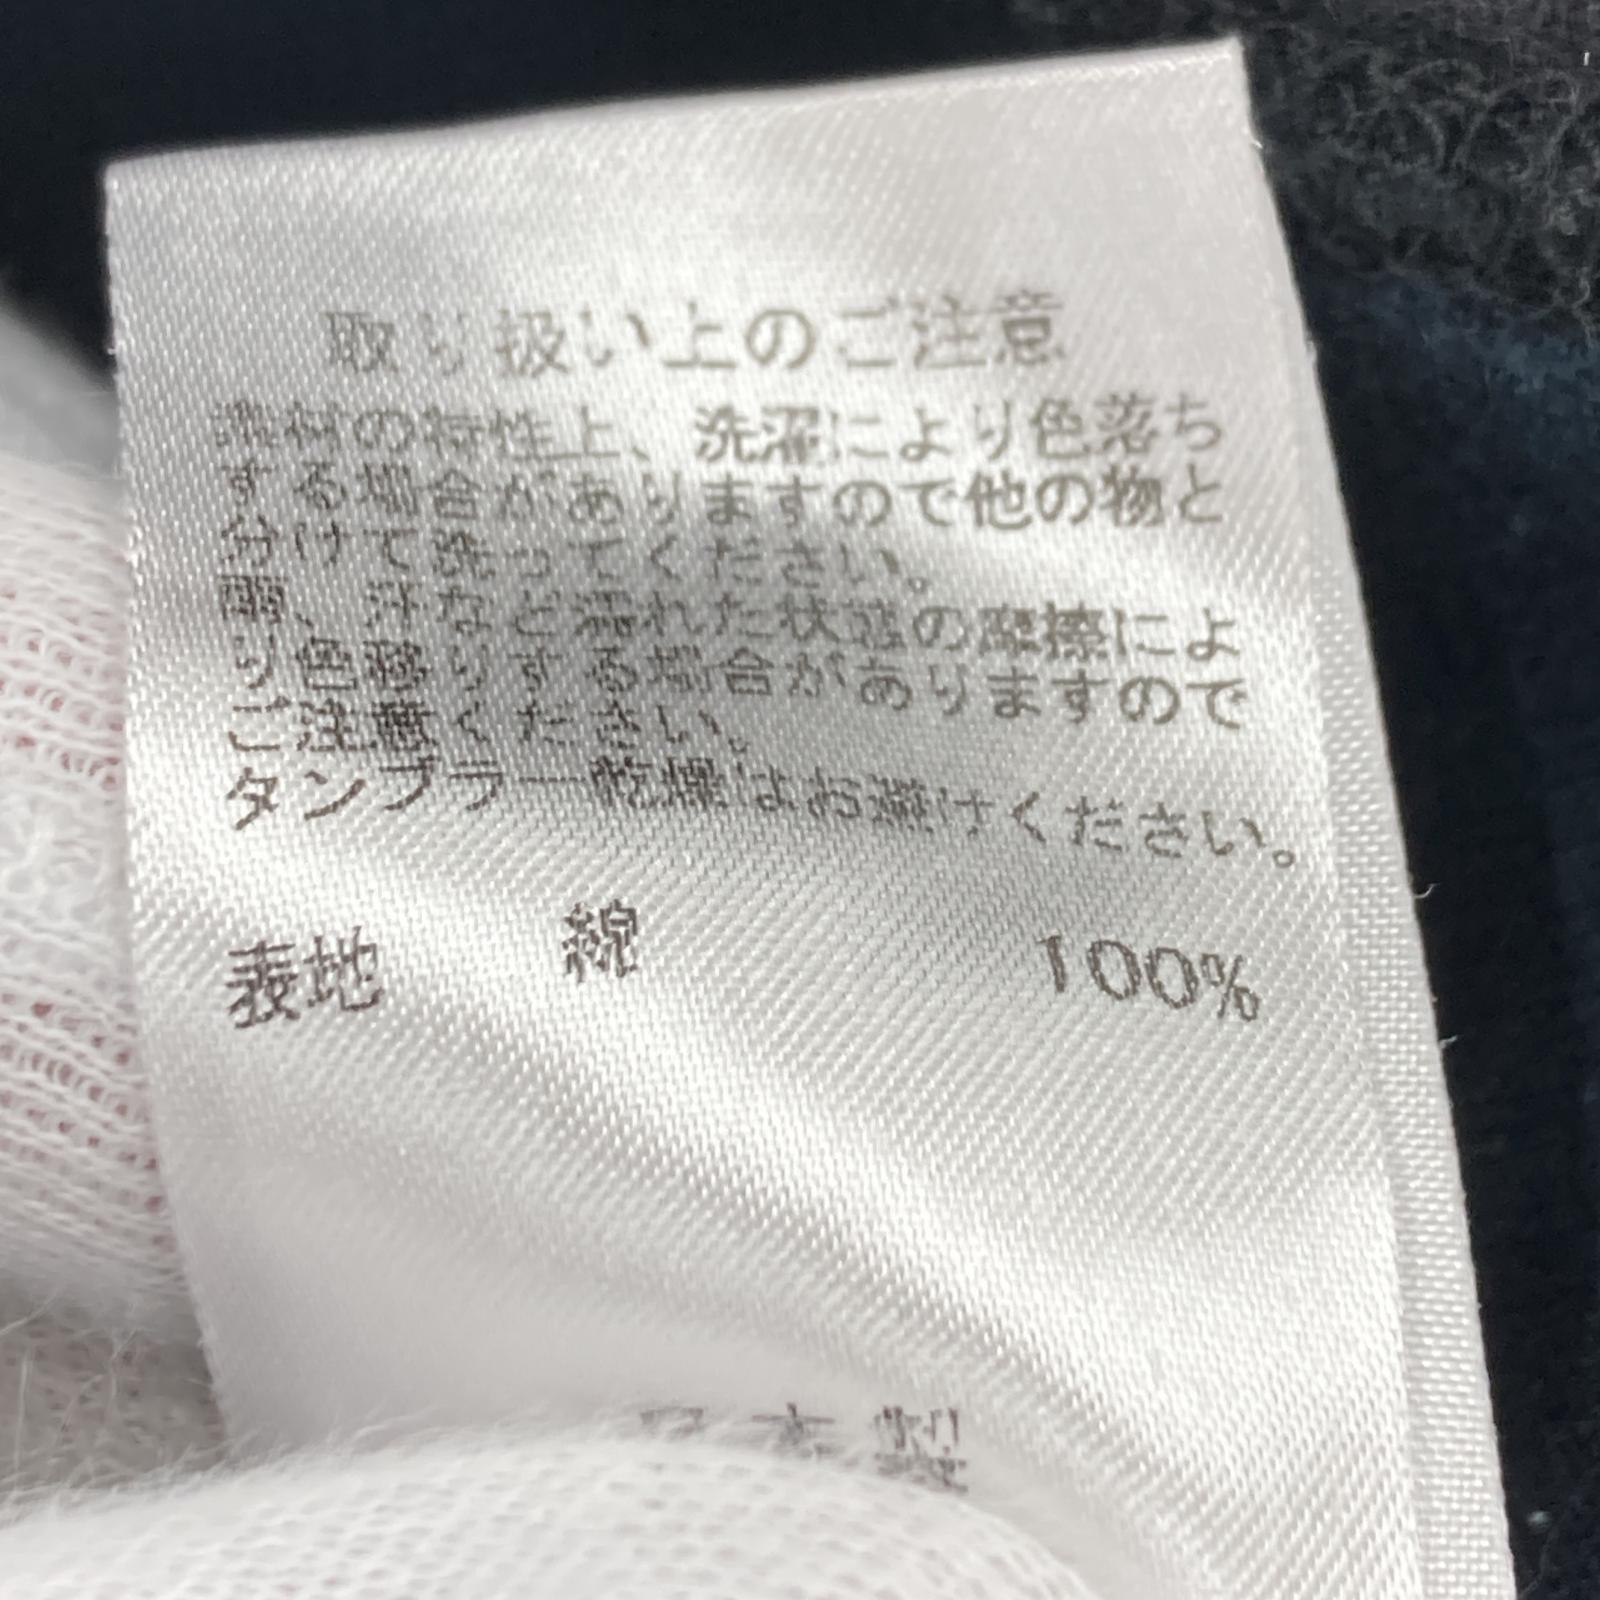 取り扱い上のご注意
素材の特性上、洗濯により色落ち
する場合がありますので他の物と
分けて洗ってください。
雨、汗など濡れた状態の摩擦によ
り色移りする場合がありますので
ご注意ください。
タンブラー乾燥はお避けください。
表地 綿 100%
日本製